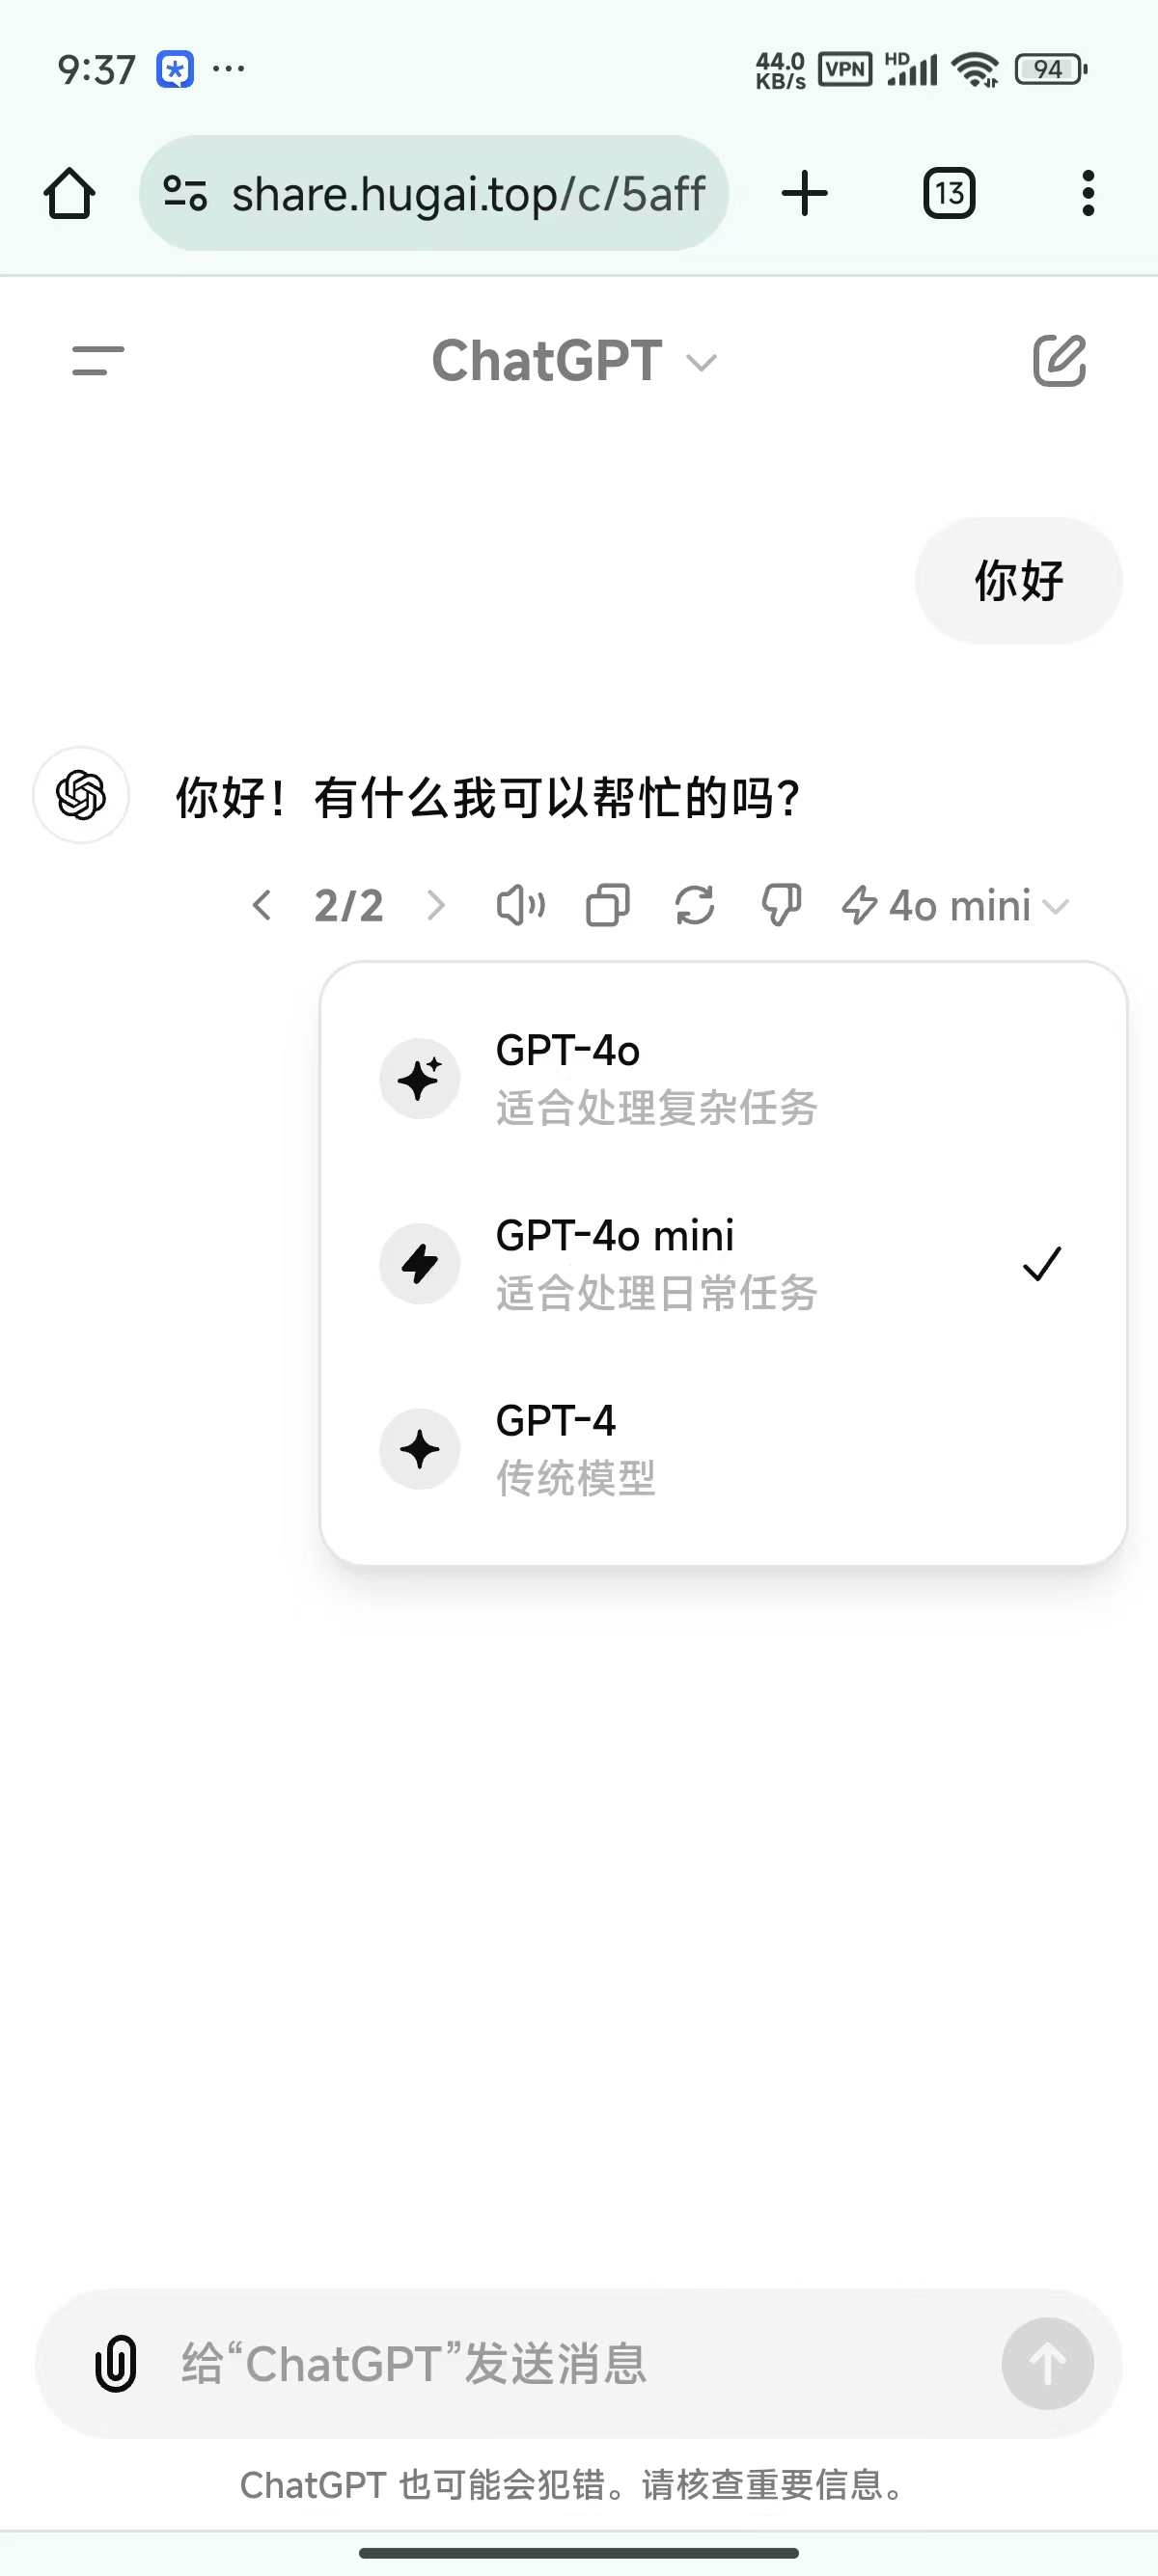 9:37 ... 44.0 KB/s VPN HD 94
share.hugai.top/c/5aff 13
ChatGPT
你好
你好！有什么我可以帮忙的吗？
2/2 4o mini
GPT-4o
适合处理复杂任务
GPT-4o mini
适合处理日常任务
GPT-4
传统模型
给“ChatGPT”发送消息
ChatGPT 也可能会犯错。请核查重要信息。